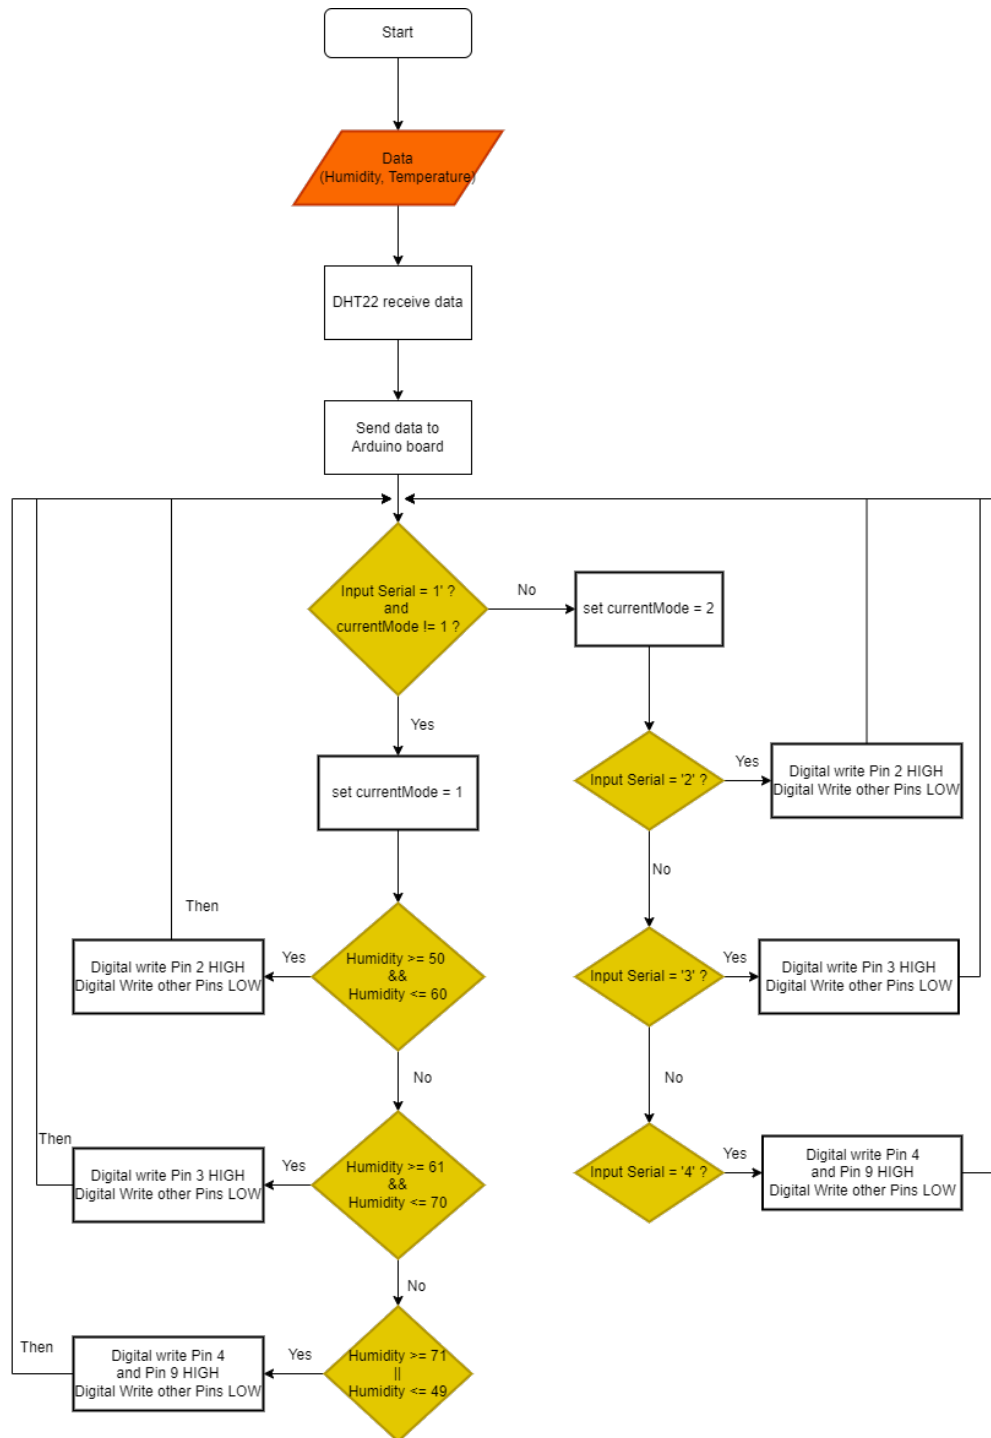 Start
Data
(Humidity, Temperature)
DHT22 receive data
Send data to
Arduino board
Input Serial = 1' ?
and
currentMode != 1 ?
No
set currentMode = 2
Yes
set currentMode = 1
Input Serial = '2' ?
Yes
Digital write Pin 2 HIGH
Digital Write other Pins LOW
No
Then
Digital write Pin 2 HIGH
Digital Write other Pins LOW
Yes
Humidity >= 50
&&
Humidity <= 60
Input Serial = '3' ?
Yes
Digital write Pin 3 HIGH
Digital Write other Pins LOW
No
No
Then
Digital write Pin 3 HIGH
Digital Write other Pins LOW
Yes
Humidity >= 61
&&
Humidity <= 70
Input Serial = '4' ?
Yes
Digital write Pin 4
and Pin 9 HIGH
Digital Write other Pins LOW
No
Then
Digital write Pin 4
and Pin 9 HIGH
Digital Write other Pins LOW
Yes
Humidity >= 71
||
Humidity <= 49